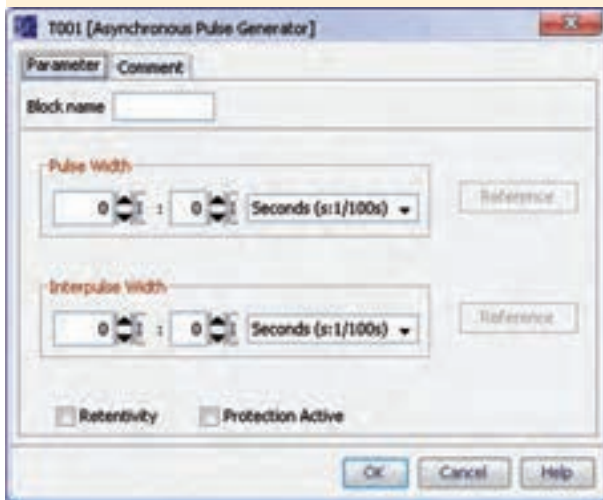 T001 [Asynchronous Pulse Generator]
Parameter Comment
Block name
Pulse Width
0 : 0 Seconds (s:1/100s) Reference
Interpulse Width
0 : 0 Seconds (s:1/100s) Reference
Retentivity Protection Active
OK Cancel Help